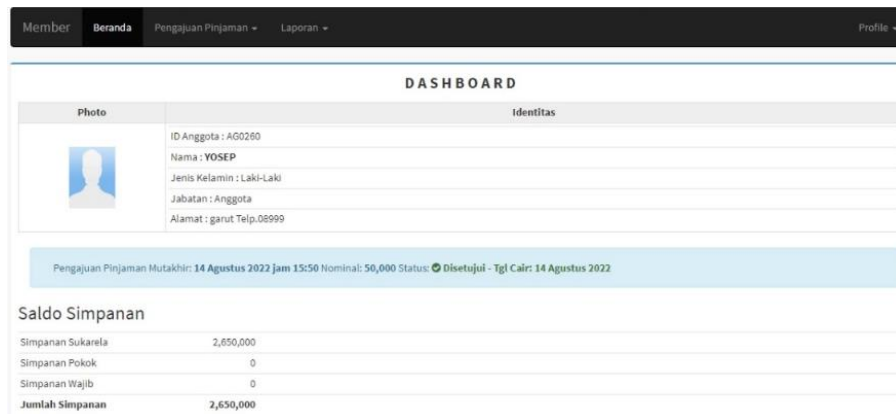 Member Beranda Pengajuan Pinjaman Laporan Profile
DASHBOARD
Photo Identitas
ID Anggota : AG0260
Nama : YOSEP
Jenis Kelamin : Laki-Laki
Jabatan : Anggota
Alamat : garut Telp.08999
Pengajuan Pinjaman Mutakhir: 14 Agustus 2022 jam 15:50 Nominal: 50,000 Status: Disetujui - Tgl Cair: 14 Agustus 2022
Saldo Simpanan
Simpanan Sukarela 2,650,000
Simpanan Pokok 0
Simpanan Wajib 0
Jumlah Simpanan 2,650,000